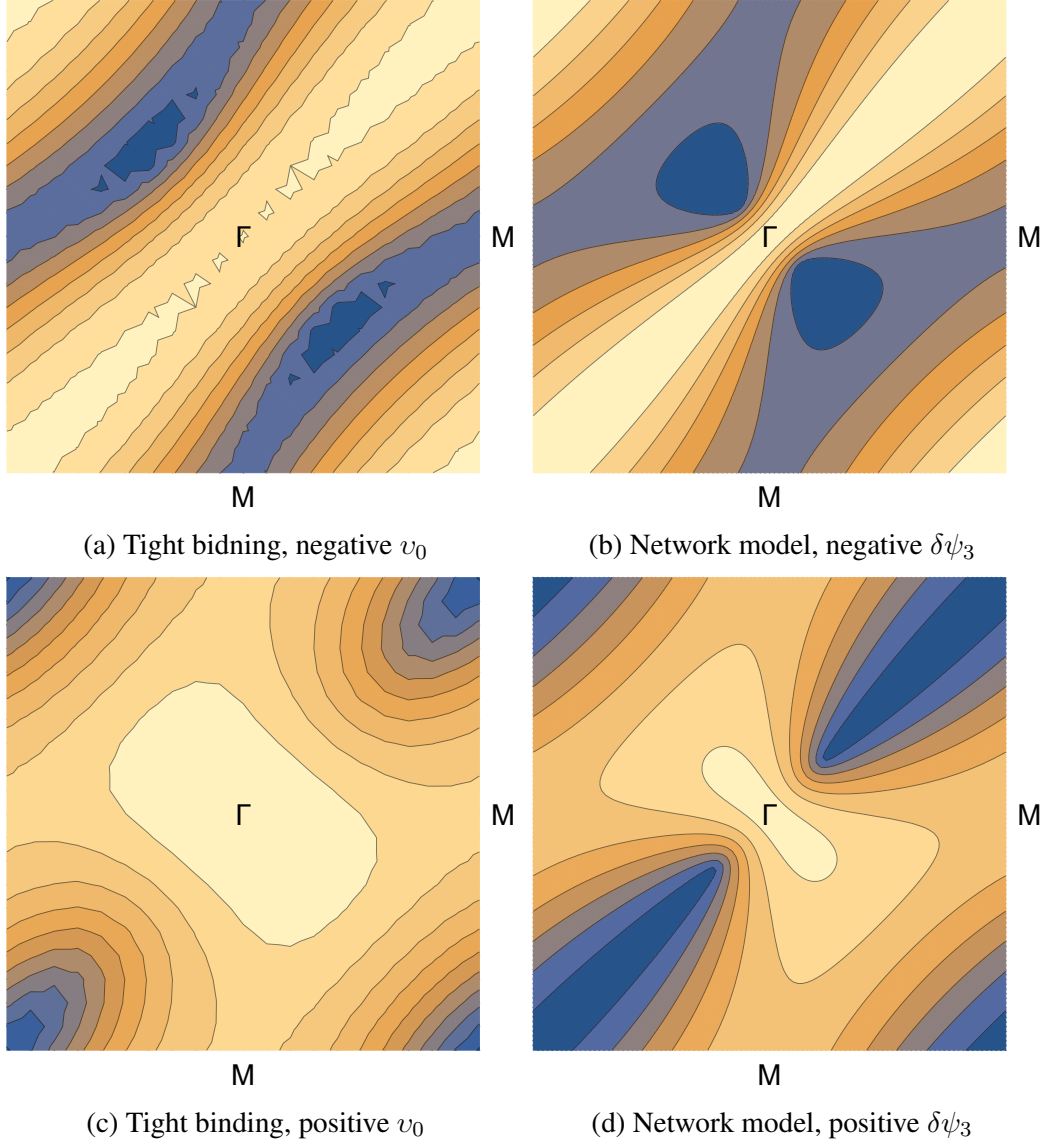 Γ
M
Γ
M
M
M
(a) Tight bidning, negative υ₀
(b) Network model, negative δψ₃
Γ
M
Γ
M
M
M
(c) Tight binding, positive υ₀
(d) Network model, positive δψ₃